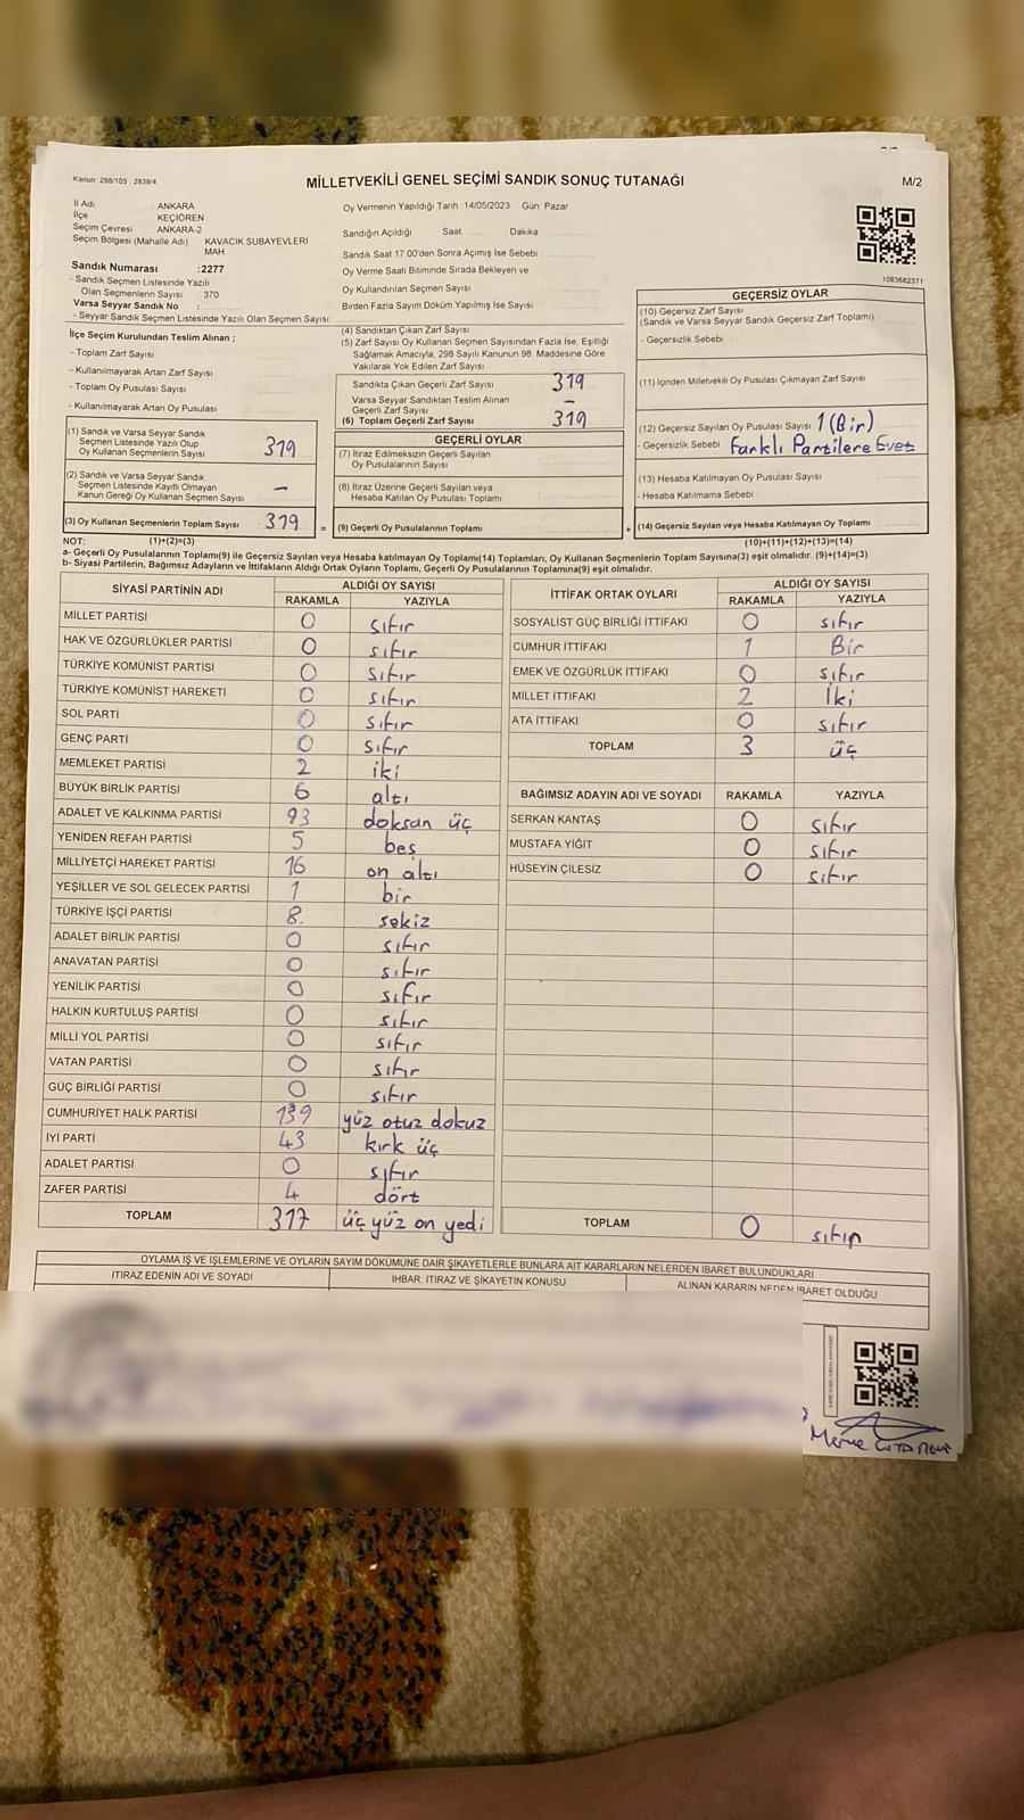 Kanun: 298/105 : 2839/4
MİLLETVEKİLİ GENEL SEÇİMİ SANDIK SONUÇ TUTANAĞI
M/2
İl Adı ANKARA
İlçe KEÇİÖREN
Seçim Çevresi ANKARA-2
Seçim Bölgesi (Mahalle Adı) KAVACIK SUBAYEVLERİ MAH
Sandık Numarası :2277
- Sandık Seçmen Listesinde Yazılı
Olan Seçmenlerin Sayısı 370
Varsa Seyyar Sandık No :
- Seyyar Sandık Seçmen Listesinde Yazılı Olan Seçmen Sayısı:
Oy Vermenin Yapıldığı Tarih :14/05/2023 Gün: Pazar
Sandığın Açıldığı Saat Dakika
Sandık Saat 17.00'den Sonra Açılmış İse Sebebi
Oy Verme Saati Bitiminde Sırada Bekleyen ve
Oy Kullandırılan Seçmen Sayısı
Birden Fazla Sayım Döküm Yapılmış İse Sayısı
1093682371
İlçe Seçim Kurulundan Teslim Alınan ;
- Toplam Zarf Sayısı
- Kullanılmayarak Artan Zarf Sayısı
- Toplam Oy Pusulası Sayısı
- Kullanılmayarak Artan Oy Pusulası
(1) Sandık ve Varsa Seyyar Sandık
Seçmen Listesinde Yazılı Olup
Oy Kullanan Seçmenlerin Sayısı 319
(2) Sandık ve Varsa Seyyar Sandık
Seçmen Listesinde Kayıtlı Olmayan
Kanun Gereği Oy Kullanan Seçmen Sayısı -
(3) Oy Kullanan Seçmenlerin Toplam Sayısı 319 =
(4) Sandıktan Çıkan Zarf Sayısı
(5) Zarf Sayısı Oy Kullanan Seçmen Sayısından Fazla İse, Eşitliği
Sağlamak Amacıyla, 298 Sayılı Kanunun 98. Maddesine Göre
Yakılarak Yok Edilen Zarf Sayısı
Sandıkta Çıkan Geçerli Zarf Sayısı 319
Varsa Seyyar Sandıktan Teslim Alınan
Geçerli Zarf Sayısı -
(6) Toplam Geçerli Zarf Sayısı 319
GEÇERLİ OYLAR
(7) İtiraz Edilmeksizin Geçerli Sayılan
Oy Pusulalarının Sayısı
(8) İtiraz Üzerine Geçerli Sayılan veya
Hesaba Katılan Oy Pusulası Toplamı
(9) Geçerli Oy Pusulalarının Toplamı +
GEÇERSİZ OYLAR
(10) Geçersiz Zarf Sayısı
(Sandık ve Varsa Seyyar Sandık Geçersiz Zarf Toplamı)
- Geçersizlik Sebebi
(11) İçinden Milletvekili Oy Pusulası Çıkmayan Zarf Sayısı
(12) Geçersiz Sayılan Oy Pusulası Sayısı 1 (Bir)
- Geçersizlik Sebebi Farklı Partilere Evet
(13) Hesaba Katılmayan Oy Pusulası Sayısı
- Hesaba Katılmama Sebebi
(14) Geçersiz Sayılan veya Hesaba Katılmayan Oy Toplamı
NOT: (1)+(2)=(3) (10)+(11)+(12)+(13)=(14)
a- Geçerli Oy Pusulalarının Toplamı(9) ile Geçersiz Sayılan veya Hesaba katılmayan Oy Toplamı(14) Toplamları, Oy Kullanan Seçmenlerin Toplam Sayısına(3) eşit olmalıdır. (9)+(14)=(3)
b- Siyasi Partilerin, Bağımsız Adayların ve İttifakların Aldığı Ortak Oyların Toplamı, Geçerli Oy Pusulalarının Toplamına(9) eşit olmalıdır.
SİYASİ PARTİNİN ADI ALDIĞI OY SAYISI
RAKAMLA YAZIYLA
MİLLET PARTİSİ 0 sıfır
HAK VE ÖZGÜRLÜKLER PARTİSİ 0 sıfır
TÜRKİYE KOMÜNİST PARTİSİ 0 sıfır
TÜRKİYE KOMÜNİST HAREKETİ 0 sıfır
SOL PARTİ 0 sıfır
GENÇ PARTİ 0 sıfır
MEMLEKET PARTİSİ 2 iki
BÜYÜK BİRLİK PARTİSİ 6 altı
ADALET VE KALKINMA PARTİSİ 93 doksan üç
YENİDEN REFAH PARTİSİ 5 beş
MİLLİYETÇİ HAREKET PARTİSİ 16 on altı
YEŞİLLER VE SOL GELECEK PARTİSİ 1 bir
TÜRKİYE İŞÇİ PARTİSİ 8 sekiz
ADALET BİRLİK PARTİSİ 0 sıfır
ANAVATAN PARTİSİ 0 sıfır
YENİLİK PARTİSİ 0 sıfır
HALKIN KURTULUŞ PARTİSİ 0 sıfır
MİLLİ YOL PARTİSİ 0 sıfır
VATAN PARTİSİ 0 sıfır
GÜÇ BİRLİĞİ PARTİSİ 0 sıfır
CUMHURİYET HALK PARTİSİ 139 yüz otuz dokuz
İYİ PARTİ 43 kırk üç
ADALET PARTİSİ 0 sıfır
ZAFER PARTİSİ 4 dört
TOPLAM 317 üç yüz on yedi
İTTİFAK ORTAK OYLARI ALDIĞI OY SAYISI
RAKAMLA YAZIYLA
SOSYALİST GÜÇ BİRLİĞİ İTTİFAKI 0 sıfır
CUMHUR İTTİFAKI 1 Bir
EMEK VE ÖZGÜRLÜK İTTİFAKI 0 sıfır
MİLLET İTTİFAKI 2 İki
ATA İTTİFAKI 0 sıfır
TOPLAM 3 üç
BAĞIMSIZ ADAYIN ADI VE SOYADI RAKAMLA YAZIYLA
SERKAN KANTAŞ 0 sıfır
MUSTAFA YİĞİT 0 sıfır
HÜSEYİN ÇİLESİZ 0 sıfır
TOPLAM 0 sıfır
OYLAMA İŞ VE İŞLEMLERİNE VE OYLARIN SAYIM DÖKÜMÜNE DAİR ŞİKAYETLERLE BUNLARA AİT KARARLARIN NELERDEN İBARET BULUNDUKLARI
İTİRAZ EDENİN ADI VE SOYADI İHBAR, İTİRAZ VE ŞİKAYETİN KONUSU ALINAN KARARIN NEDEN İBARET OLDUĞU
Merve